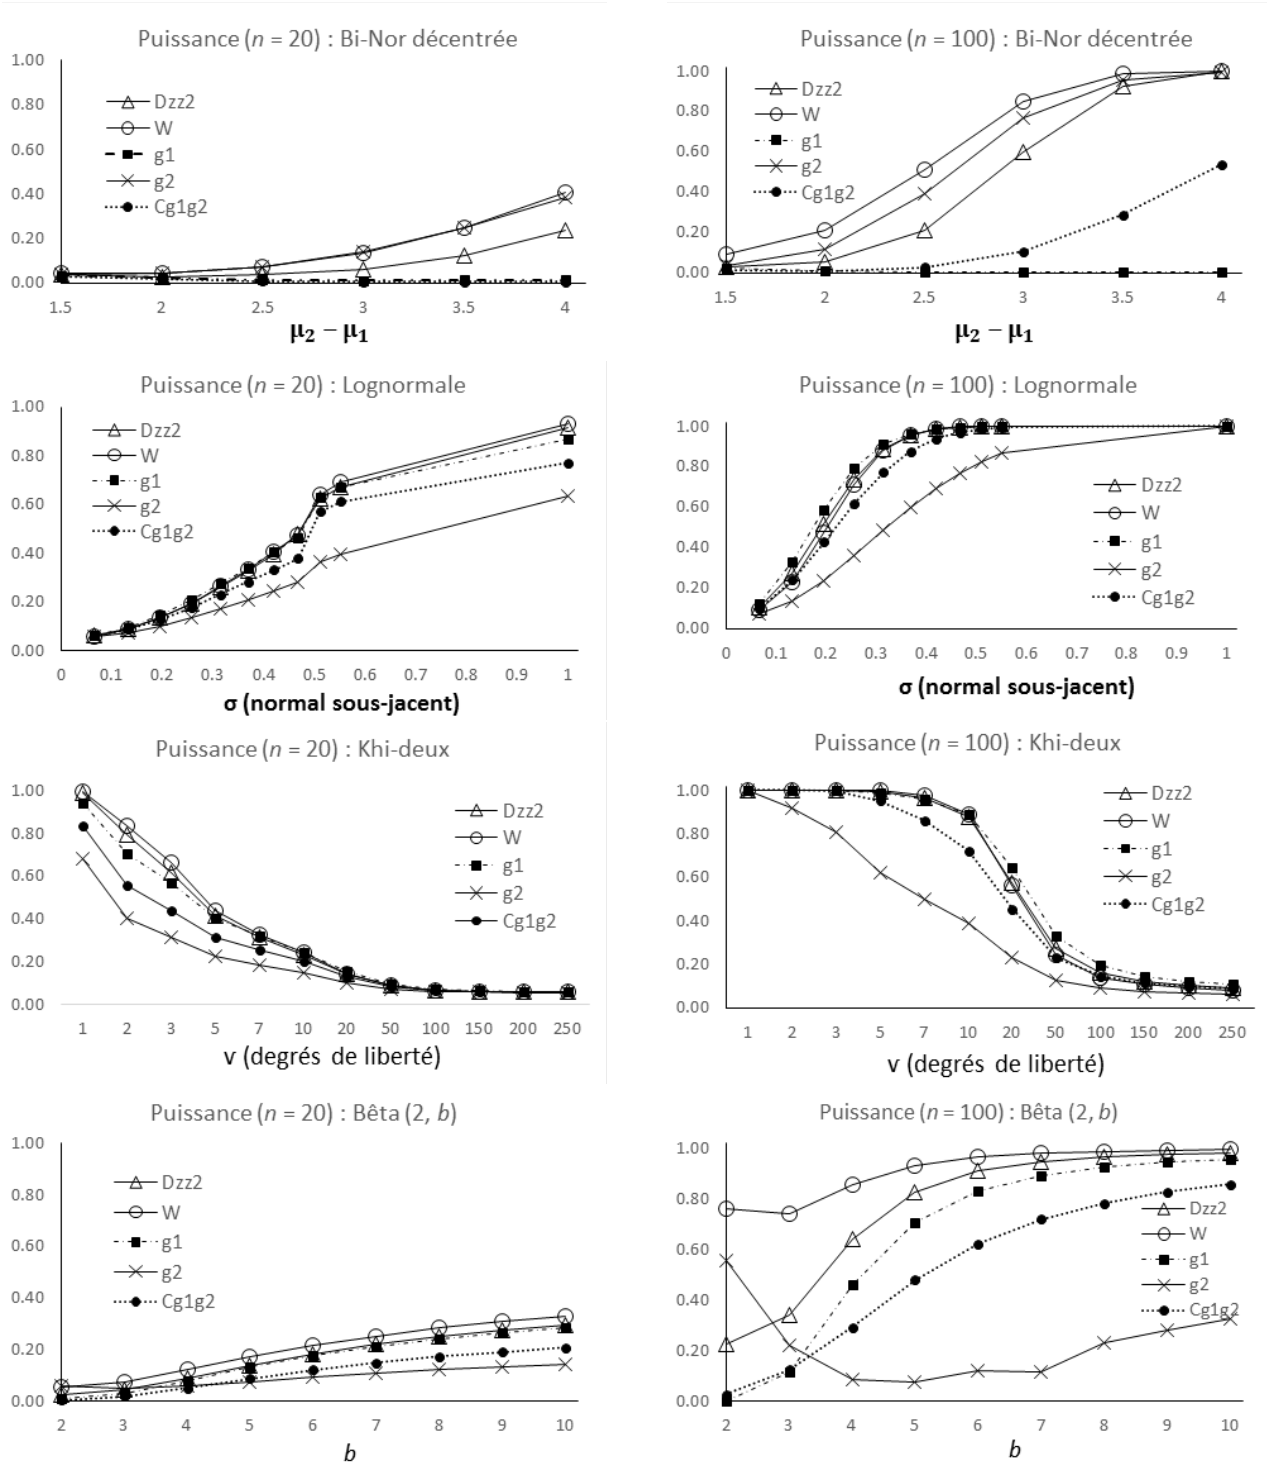 Puissance (n = 20) : Bi-Nor décentrée
1.00
0.80
0.60
0.40
0.20
0.00
Dzz2
W
g1
g2
Cg1g2
1.5 2 2.5 3 3.5 4
μ₂ − μ₁
Puissance (n = 100) : Bi-Nor décentrée
1.00
0.80
0.60
0.40
0.20
0.00
Dzz2
W
g1
g2
Cg1g2
1.5 2 2.5 3 3.5 4
μ₂ − μ₁
Puissance (n = 20) : Lognormale
1.00
0.80
0.60
0.40
0.20
0.00
Dzz2
W
g1
g2
Cg1g2
0 0.1 0.2 0.3 0.4 0.5 0.6 0.7 0.8 0.9 1
σ (normal sous-jacent)
Puissance (n = 100) : Lognormale
1.00
0.80
0.60
0.40
0.20
0.00
Dzz2
W
g1
g2
Cg1g2
0 0.1 0.2 0.3 0.4 0.5 0.6 0.7 0.8 0.9 1
σ (normal sous-jacent)
Puissance (n = 20) : Khi-deux
1.00
0.80
0.60
0.40
0.20
0.00
Dzz2
W
g1
g2
Cg1g2
1 2 3 5 7 10 20 50 100 150 200 250
v (degrés de liberté)
Puissance (n = 100) : Khi-deux
1.00
0.80
0.60
0.40
0.20
0.00
Dzz2
W
g1
g2
Cg1g2
1 2 3 5 7 10 20 50 100 150 200 250
v (degrés de liberté)
Puissance (n = 20) : Bêta (2, b)
1.00
0.80
0.60
0.40
0.20
0.00
Dzz2
W
g1
g2
Cg1g2
2 3 4 5 6 7 8 9 10
b
Puissance (n = 100) : Bêta (2, b)
1.00
0.80
0.60
0.40
0.20
0.00
Dzz2
W
g1
g2
Cg1g2
2 3 4 5 6 7 8 9 10
b